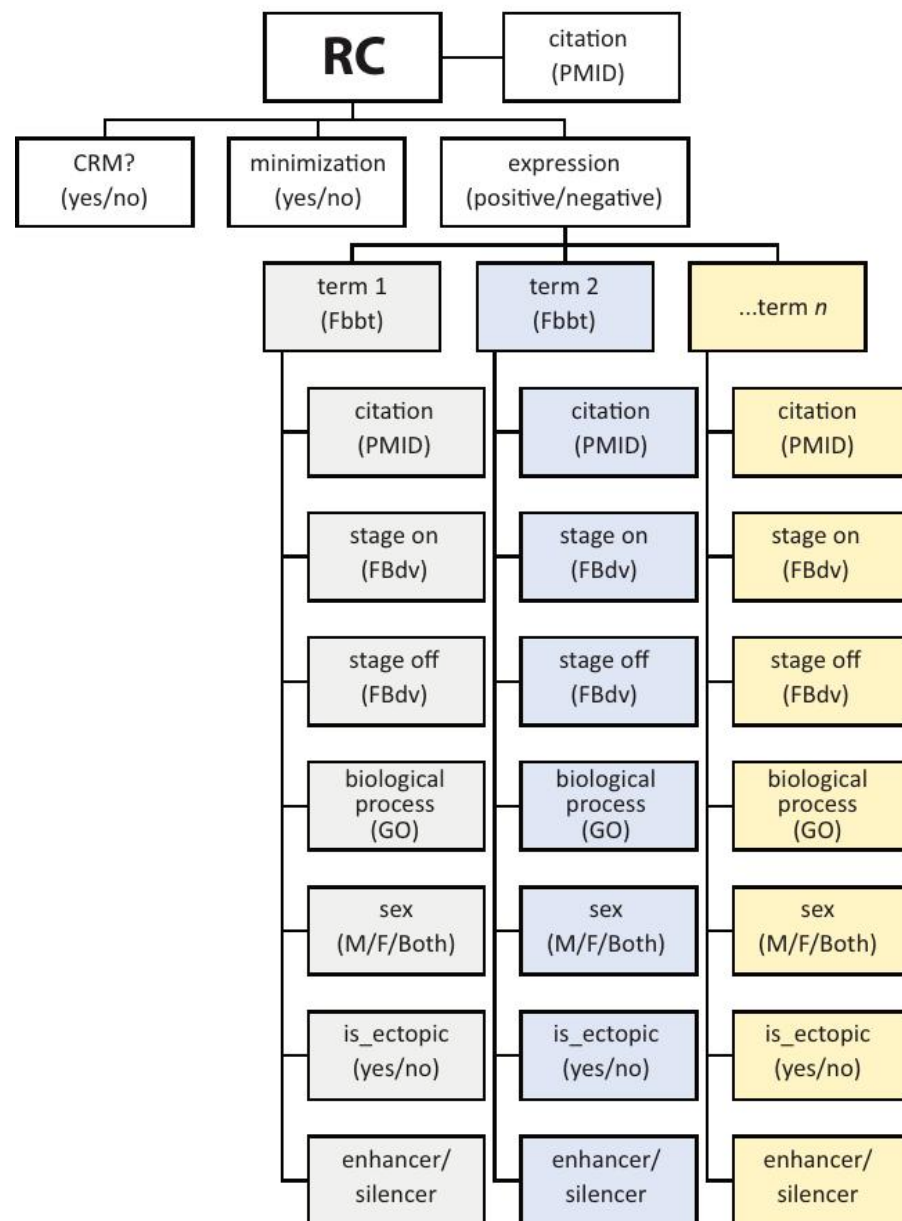 RC
citation
(PMID)
CRM?
(yes/no)
minimization
(yes/no)
expression
(positive/negative)
term 1
(Fbbt)
term 2
(Fbbt)
...term n
citation
(PMID)
citation
(PMID)
citation
(PMID)
stage on
(FBdv)
stage on
(FBdv)
stage on
(FBdv)
stage off
(FBdv)
stage off
(FBdv)
stage off
(FBdv)
biological
process
(GO)
biological
process
(GO)
biological
process
(GO)
sex
(M/F/Both)
sex
(M/F/Both)
sex
(M/F/Both)
is_ectopic
(yes/no)
is_ectopic
(yes/no)
is_ectopic
(yes/no)
enhancer/
silencer
enhancer/
silencer
enhancer/
silencer